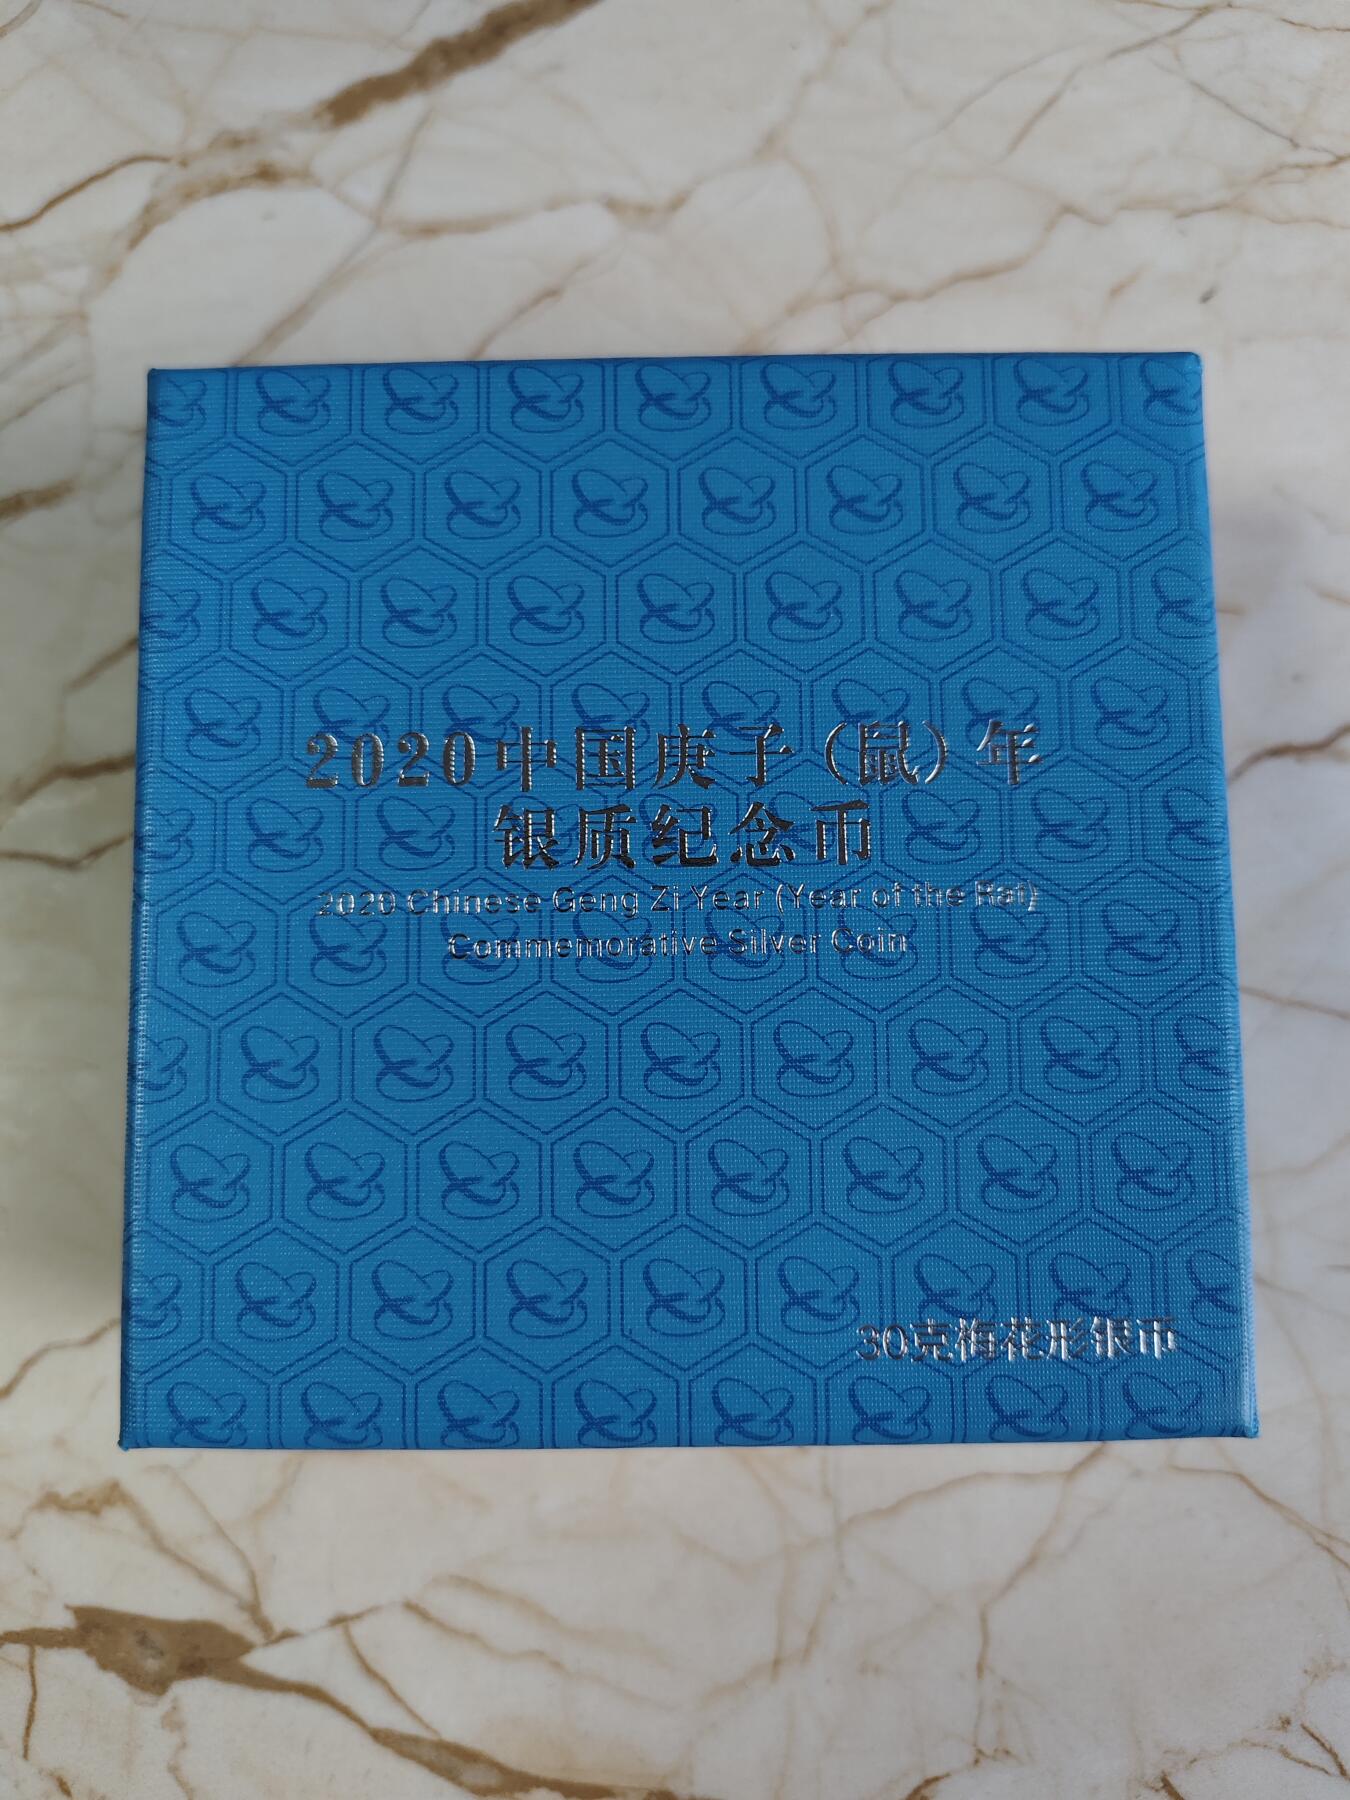 2020中国庚子（鼠）年
银质纪念币
2020 Chinese Geng Zi Year (Year of the Rat)
Commemorative Silver Coin
30克梅花形银币